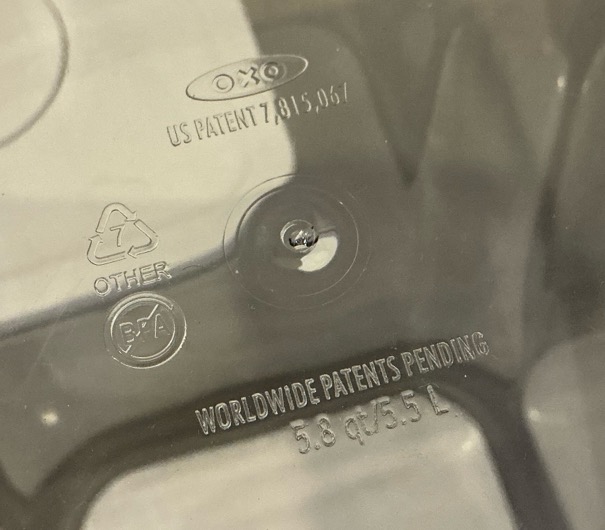 OXO
US PATENT 7,815,067
7
OTHER
BPA
WORLDWIDE PATENTS PENDING
5.8 qt/5.5 L